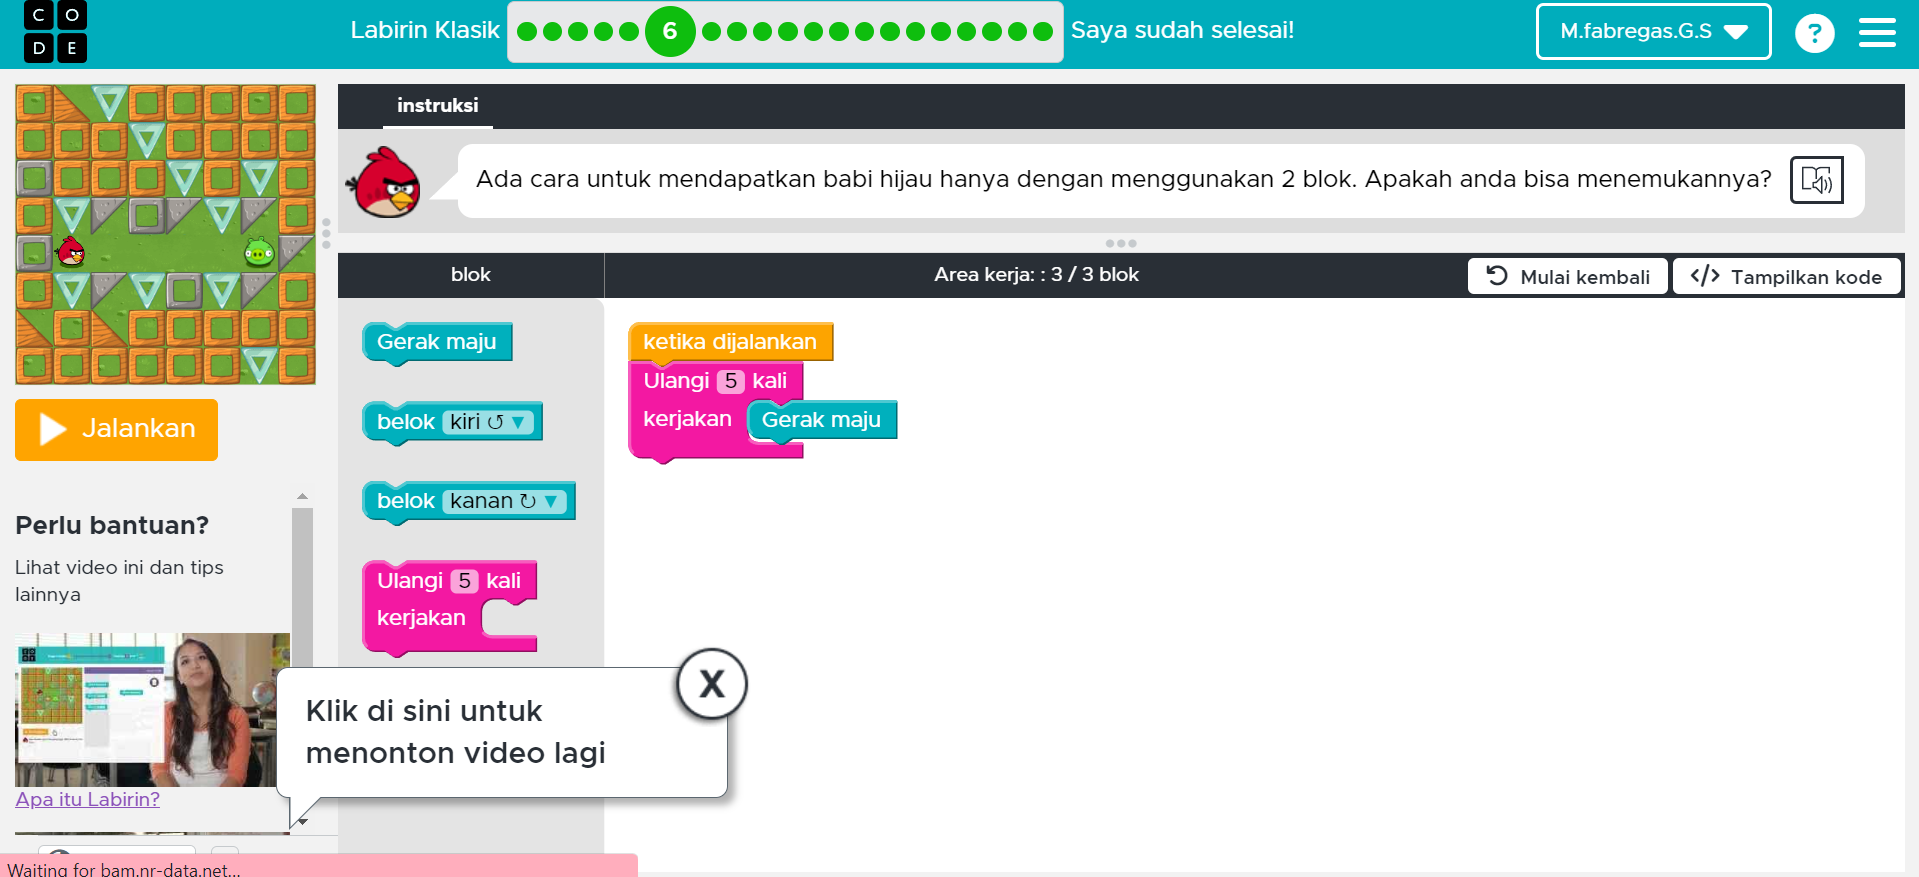 C O
D E
Labirin Klasik
6
Saya sudah selesai!
M.fabregas.G.S
?
instruksi
Ada cara untuk mendapatkan babi hijau hanya dengan menggunakan 2 blok. Apakah anda bisa menemukannya?
blok
Area kerja: : 3 / 3 blok
Mulai kembali
</> Tampilkan kode
Gerak maju
belok kiri ↺ ▼
belok kanan ↻ ▼
Ulangi 5 kali
kerjakan
ketika dijalankan
Ulangi 5 kali
kerjakan Gerak maju
Jalankan
Perlu bantuan?
Lihat video ini dan tips
lainnya
Apa itu Labirin?
X
Klik di sini untuk
menonton video lagi
Waiting for bam.nr-data.net...